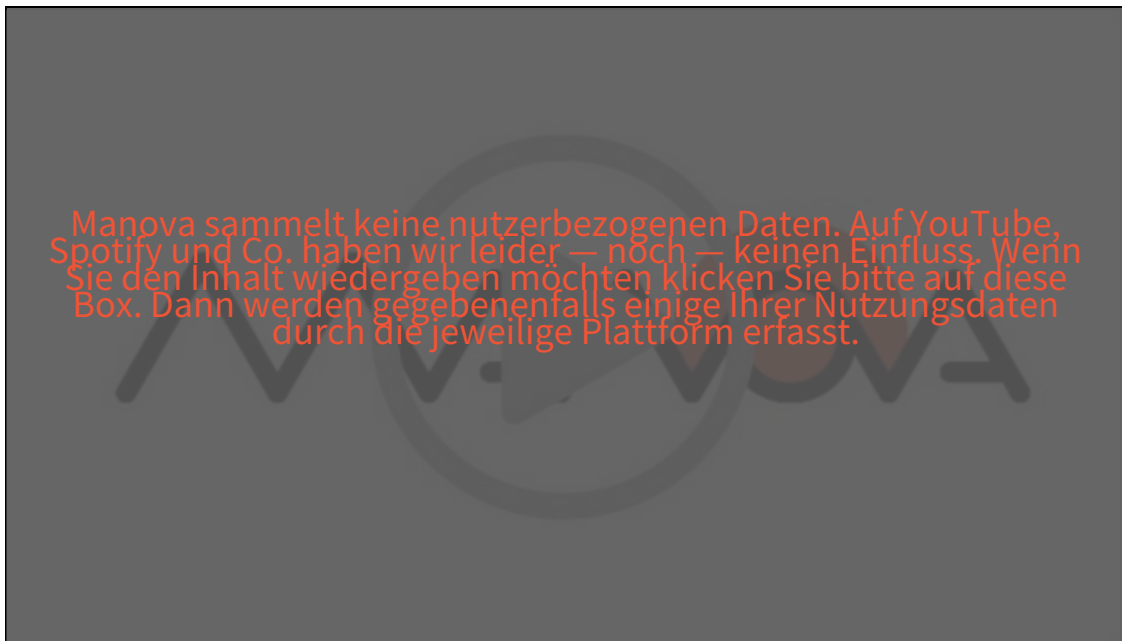 Manova sammelt keine nutzerbezogenen Daten. Auf YouTube,
Spotify und Co. haben wir leider — noch — keinen Einfluss. Wenn
Sie den Inhalt wiedergeben möchten klicken Sie bitte auf diese
Box. Dann werden gegebenenfalls einige Ihrer Nutzungsdaten
durch die jeweilige Plattform erfasst.
MANOVA